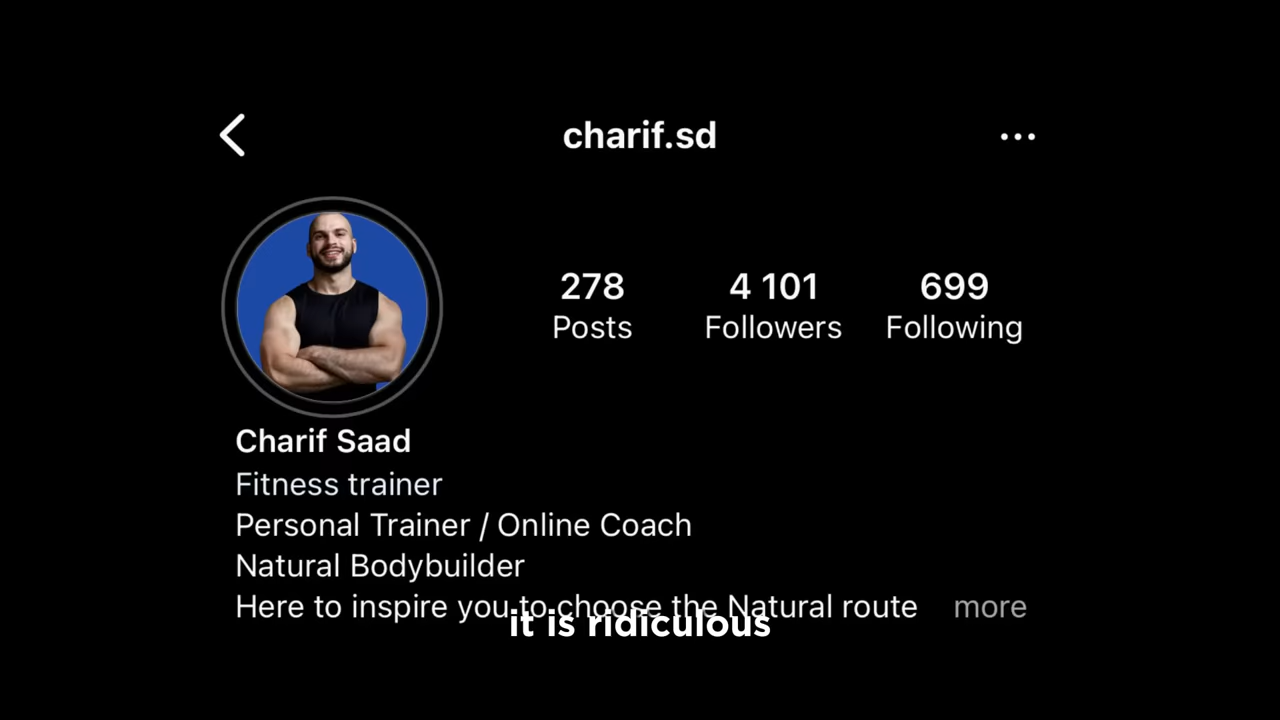 charif.sd
278 4 101 699
Posts Followers Following
Charif Saad
Fitness trainer
Personal Trainer / Online Coach
Natural Bodybuilder
Here to inspire you to choose the Natural route more
it is ridiculous